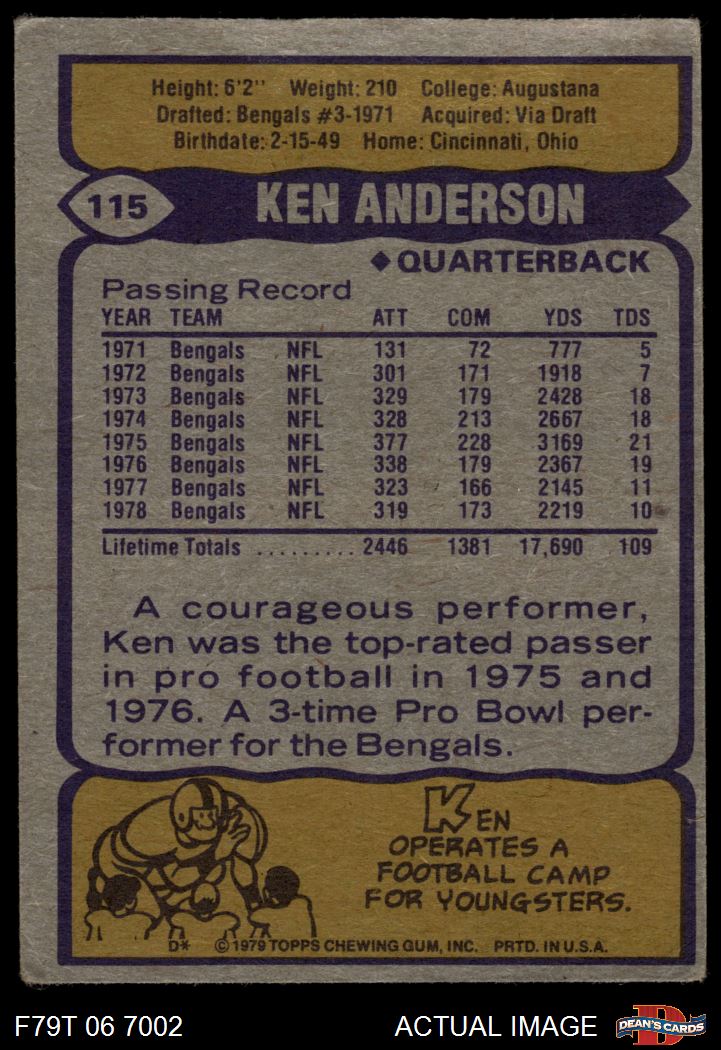 Height: 6'2" Weight: 210 College: Augustana
Drafted: Bengals #3-1971 Acquired: Via Draft
Birthdate: 2-15-49 Home: Cincinnati, Ohio
115 KEN ANDERSON
◆ QUARTERBACK
Passing Record
YEAR TEAM ATT COM YDS TDS
1971 Bengals NFL 131 72 777 5
1972 Bengals NFL 301 171 1918 7
1973 Bengals NFL 329 179 2428 18
1974 Bengals NFL 328 213 2667 18
1975 Bengals NFL 377 228 3169 21
1976 Bengals NFL 338 179 2367 19
1977 Bengals NFL 323 166 2145 11
1978 Bengals NFL 319 173 2219 10
Lifetime Totals .......... 2446 1381 17,690 109
A courageous performer,
Ken was the top-rated passer
in pro football in 1975 and
1976. A 3-time Pro Bowl per-
former for the Bengals.
KEN
OPERATES A
FOOTBALL CAMP
FOR YOUNGSTERS.
D* © 1979 TOPPS CHEWING GUM, INC. PRTD. IN U.S.A.
F79T 06 7002 ACTUAL IMAGE D DEAN'S CARDS